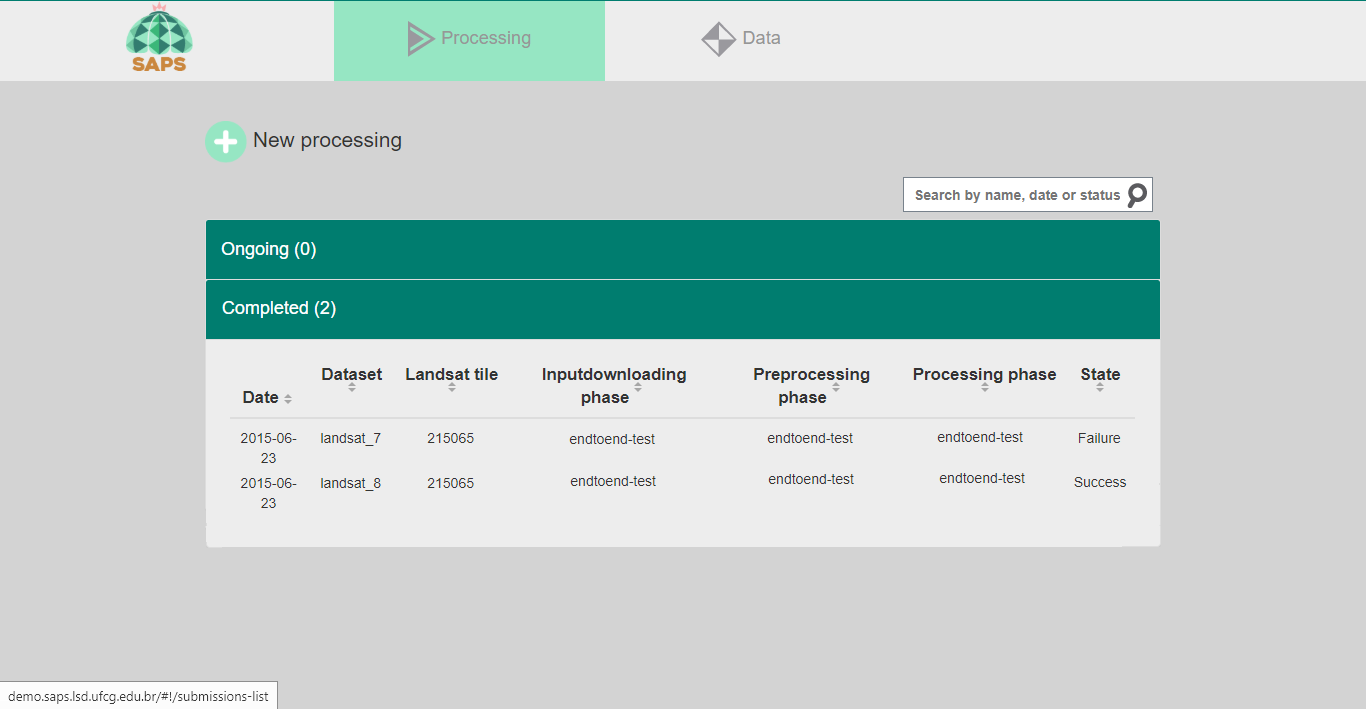 SAPS
Processing
Data
New processing
Search by name, date or status
Ongoing (0)
Completed (2)
Date Dataset Landsat tile Inputdownloading phase Preprocessing phase Processing phase State
2015-06-23 landsat_7 215065 endtoend-test endtoend-test endtoend-test Failure
2015-06-23 landsat_8 215065 endtoend-test endtoend-test endtoend-test Success
demo.saps.lsd.ufcg.edu.br/#!/submissions-list